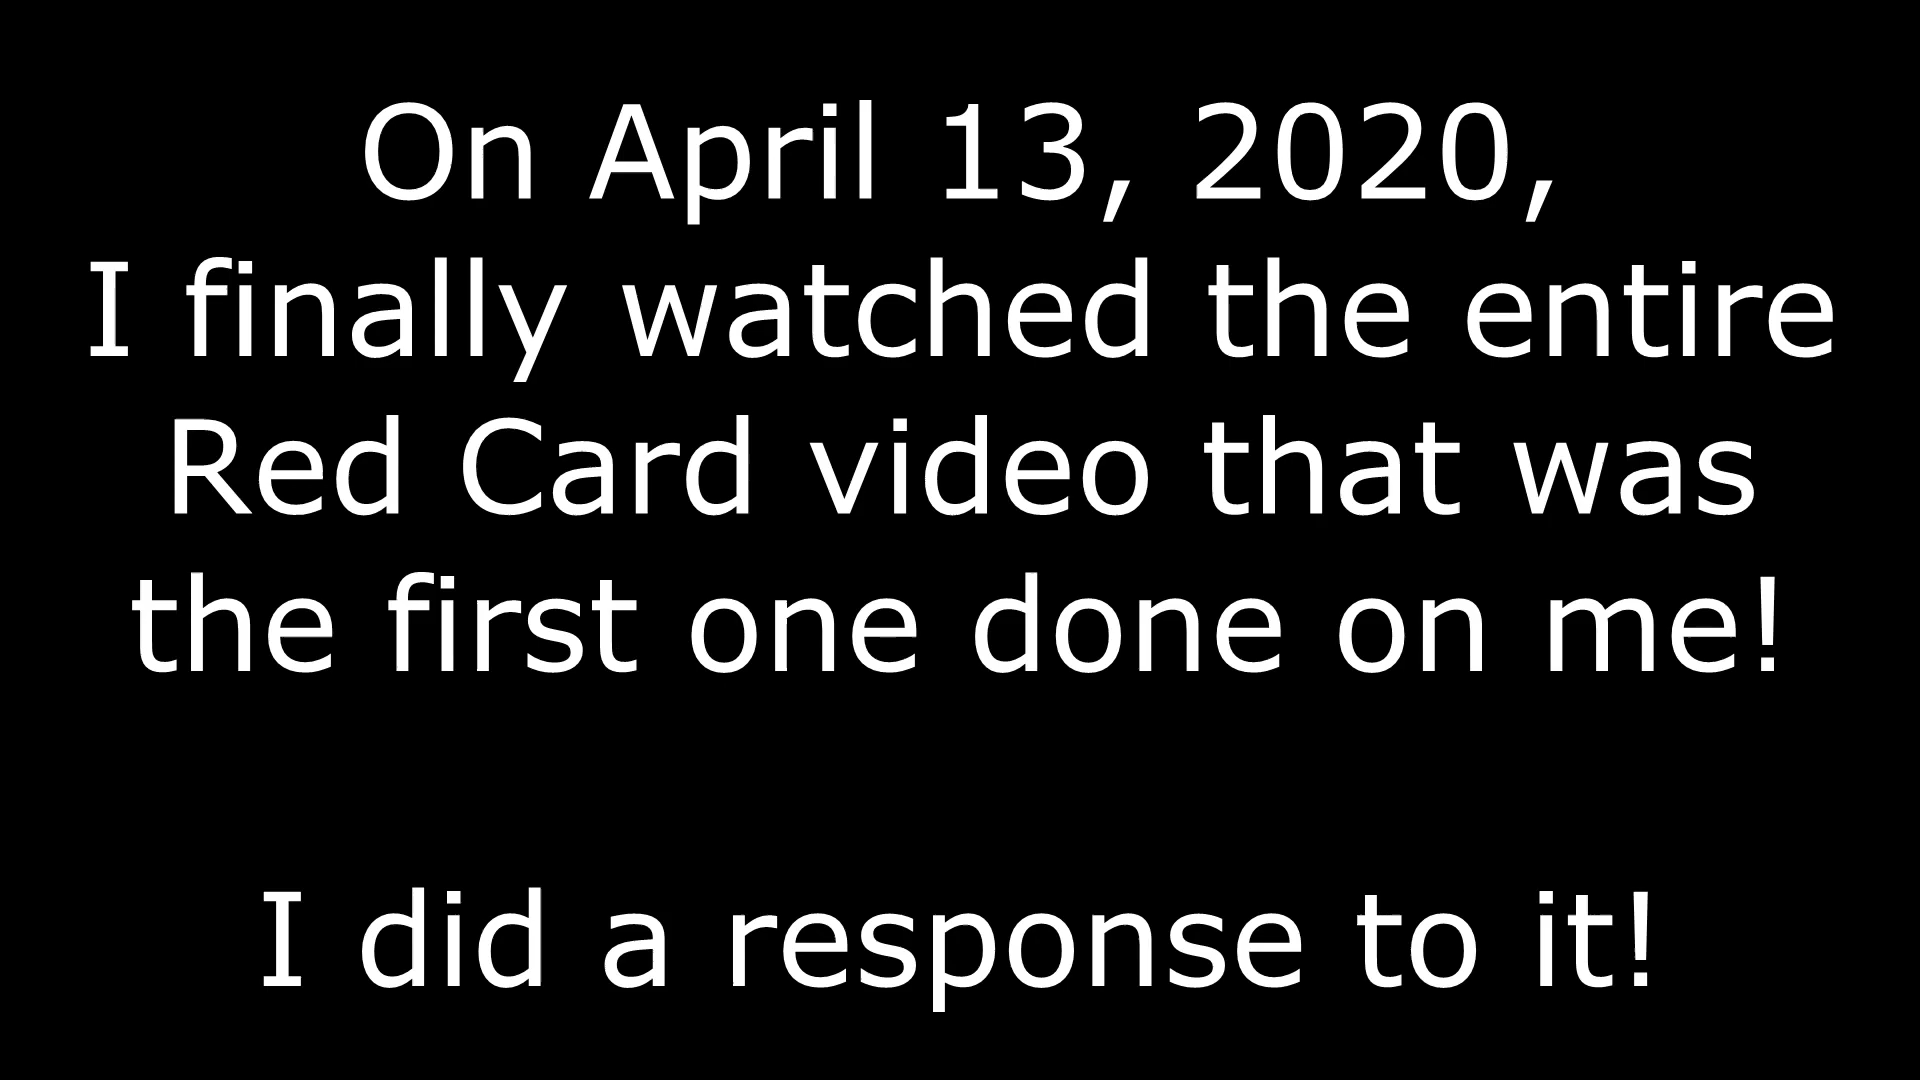 On April 13, 2020,
I finally watched the entire
Red Card video that was
the first one done on me!
I did a response to it!